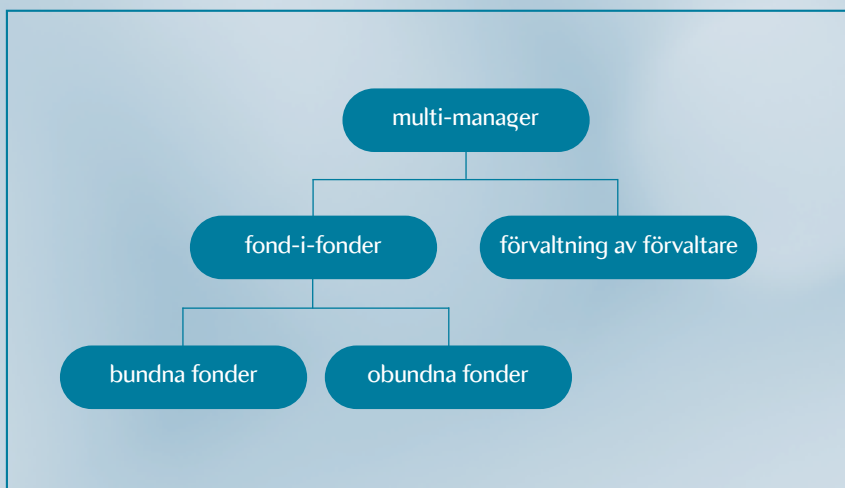 multi-manager
fond-i-fonder
förvaltning av förvaltare
bundna fonder
obundna fonder